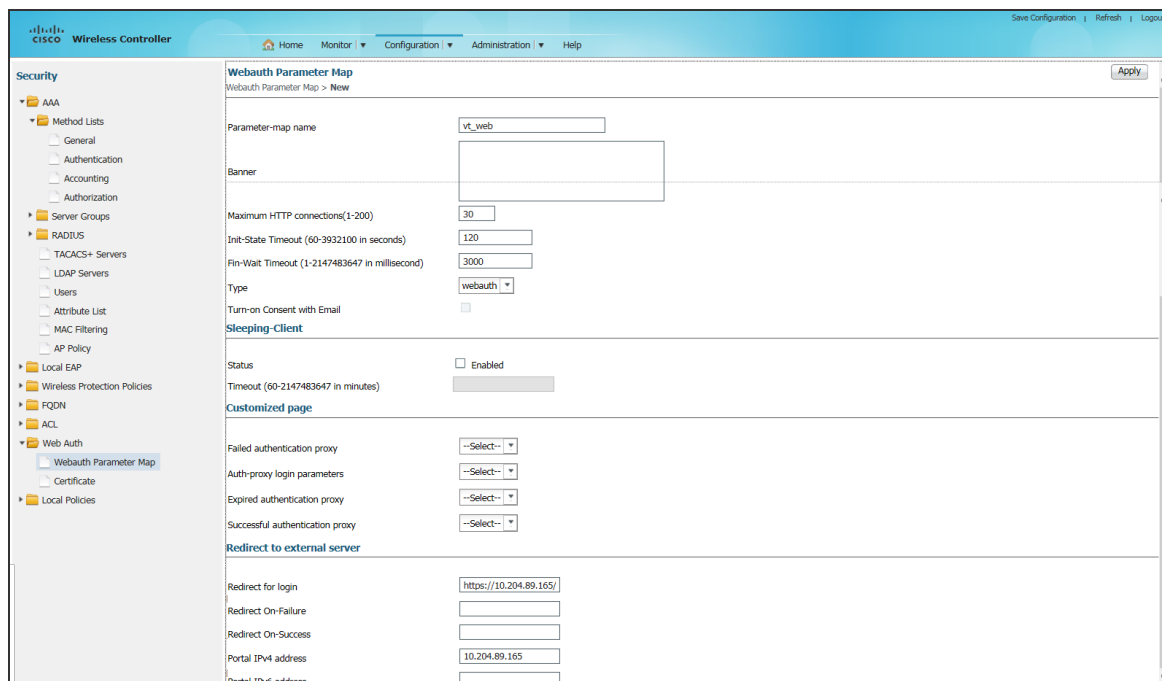 Save Configuration | Refresh | Logou
CISCO Wireless Controller
Home Monitor Configuration Administration Help
Security
AAA
Method Lists
General
Authentication
Accounting
Authorization
Server Groups
RADIUS
TACACS+ Servers
LDAP Servers
Users
Attribute List
MAC Filtering
AP Policy
Local EAP
Wireless Protection Policies
FQDN
ACL
Web Auth
Webauth Parameter Map
Certificate
Local Policies
Webauth Parameter Map
Apply
Webauth Parameter Map > New
Parameter-map name vt_web
Banner
Maximum HTTP connections(1-200) 30
Init-State Timeout (60-3932100 in seconds) 120
Fin-Wait Timeout (1-2147483647 in millisecond) 3000
Type webauth
Turn-on Consent with Email
Sleeping-Client
Status Enabled
Timeout (60-2147483647 in minutes)
Customized page
Failed authentication proxy --Select--
Auth-proxy login parameters --Select--
Expired authentication proxy --Select--
Successful authentication proxy --Select--
Redirect to external server
Redirect for login https://10.204.89.165/
Redirect On-Failure
Redirect On-Success
Portal IPv4 address 10.204.89.165
Portal IPv6 address